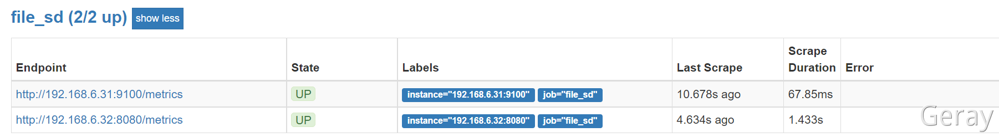 file_sd (2/2 up) show less
Endpoint State Labels Last Scrape Scrape Duration Error
http://192.168.6.31:9100/metrics UP instance="192.168.6.31:9100" job="file_sd" 10.678s ago 67.85ms
http://192.168.6.32:8080/metrics UP instance="192.168.6.32:8080" job="file_sd" 4.634s ago 1.433s
Geray